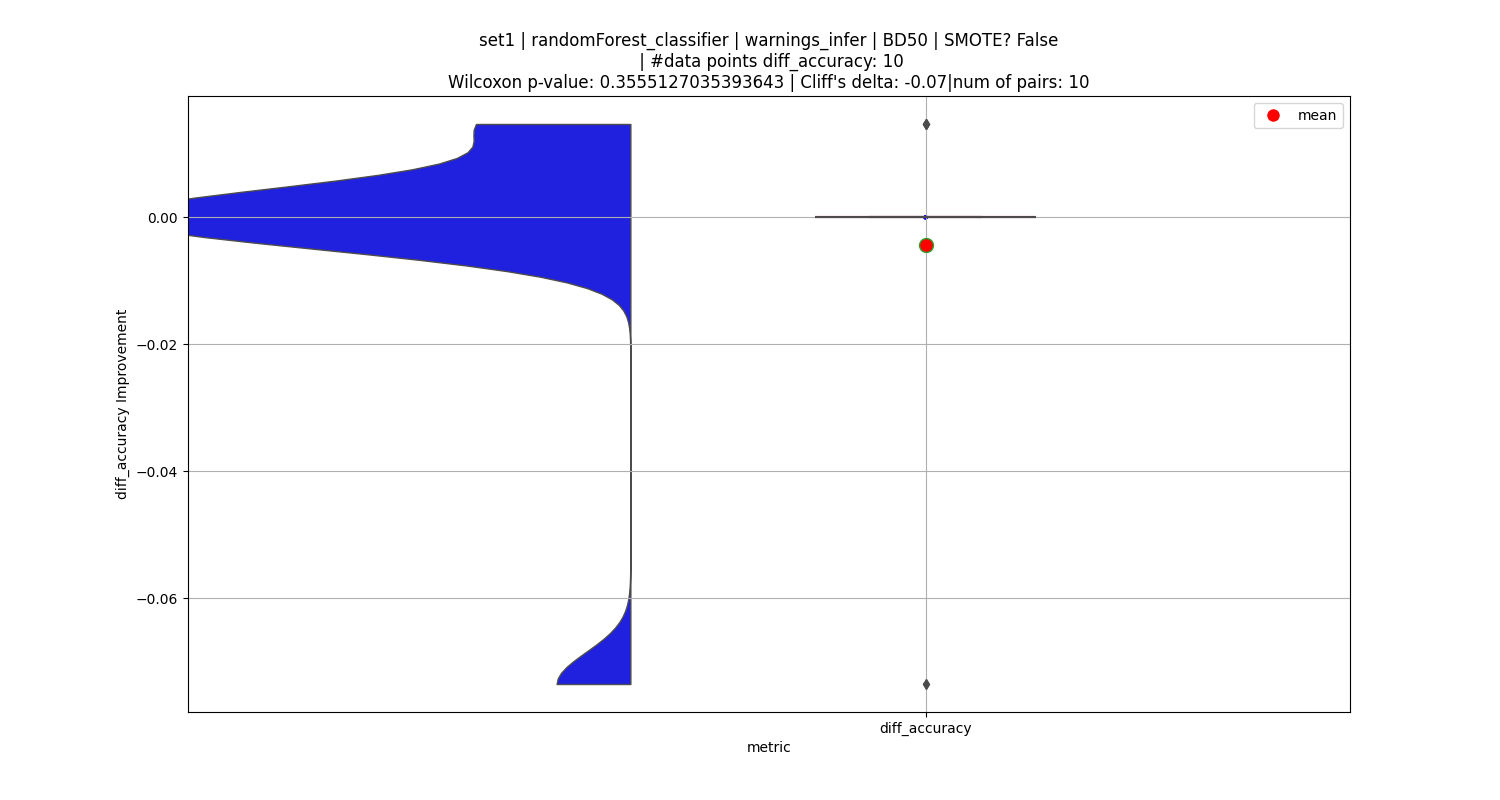 set1 | randomForest_classifier | warnings_infer | BD50 | SMOTE? False
| #data points diff_accuracy: 10
Wilcoxon p-value: 0.3555127035393643 | Cliff's delta: -0.07|num of pairs: 10
mean
0.00
−0.02
−0.04
−0.06
diff_accuracy Improvement
diff_accuracy
metric